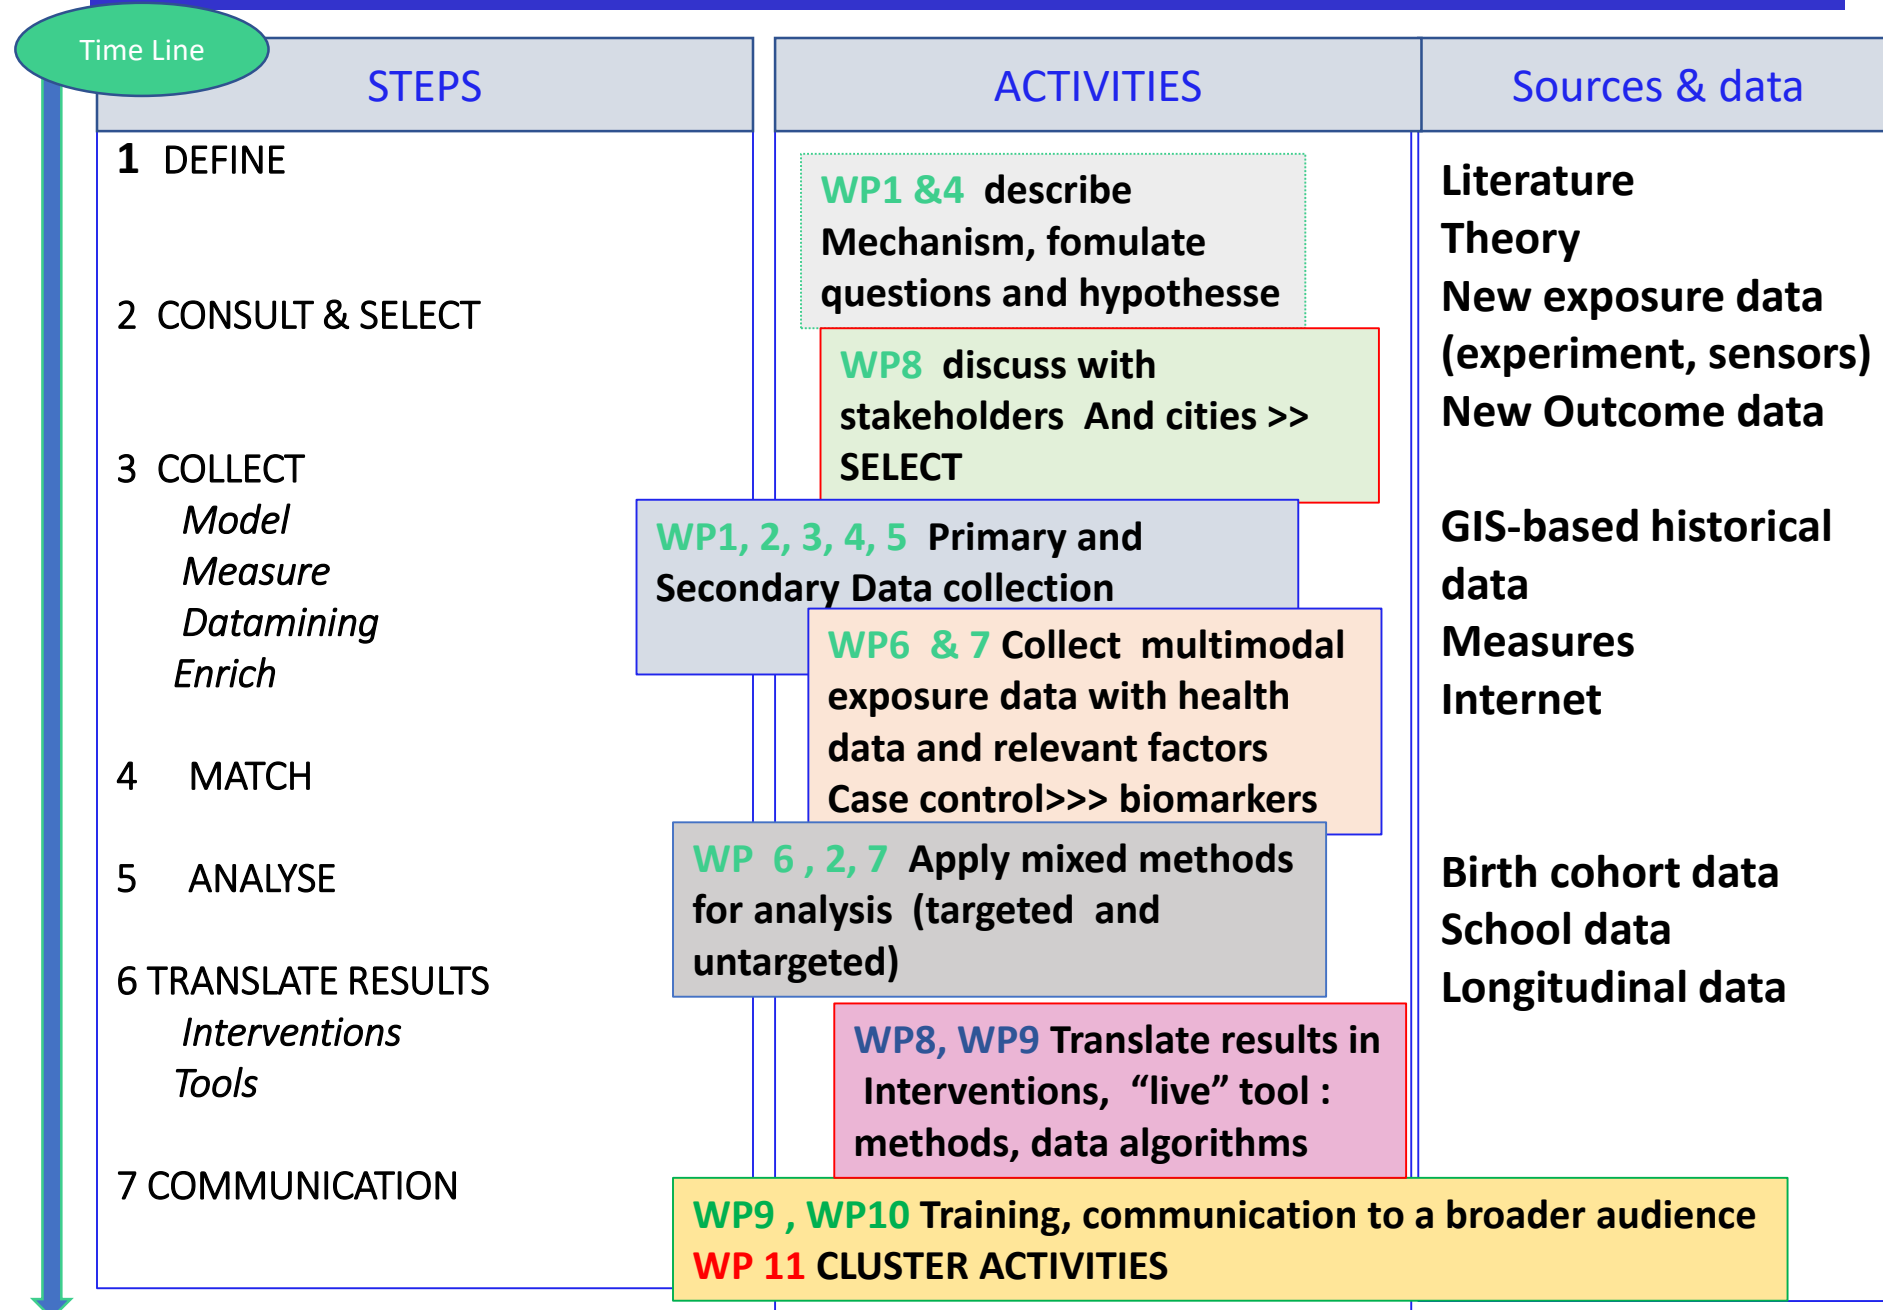 Time Line
STEPS
1 DEFINE
2 CONSULT & SELECT
3 COLLECT
Model
Measure
Datamining
Enrich
4 MATCH
5 ANALYSE
6 TRANSLATE RESULTS
Interventions
Tools
7 COMMUNICATION
ACTIVITIES
WP1 &4 describe
Mechanism, fomulate
questions and hypothesse
WP8 discuss with
stakeholders And cities >>
SELECT
WP1, 2, 3, 4, 5 Primary and
Secondary Data collection
WP6 & 7 Collect multimodal
exposure data with health
data and relevant factors
Case control>>> biomarkers
WP 6 , 2, 7 Apply mixed methods
for analysis (targeted and
untargeted)
WP8, WP9 Translate results in
Interventions, “live” tool :
methods, data algorithms
WP9 , WP10 Training, communication to a broader audience
WP 11 CLUSTER ACTIVITIES
Sources & data
Literature
Theory
New exposure data
(experiment, sensors)
New Outcome data
GIS-based historical
data
Measures
Internet
Birth cohort data
School data
Longitudinal data